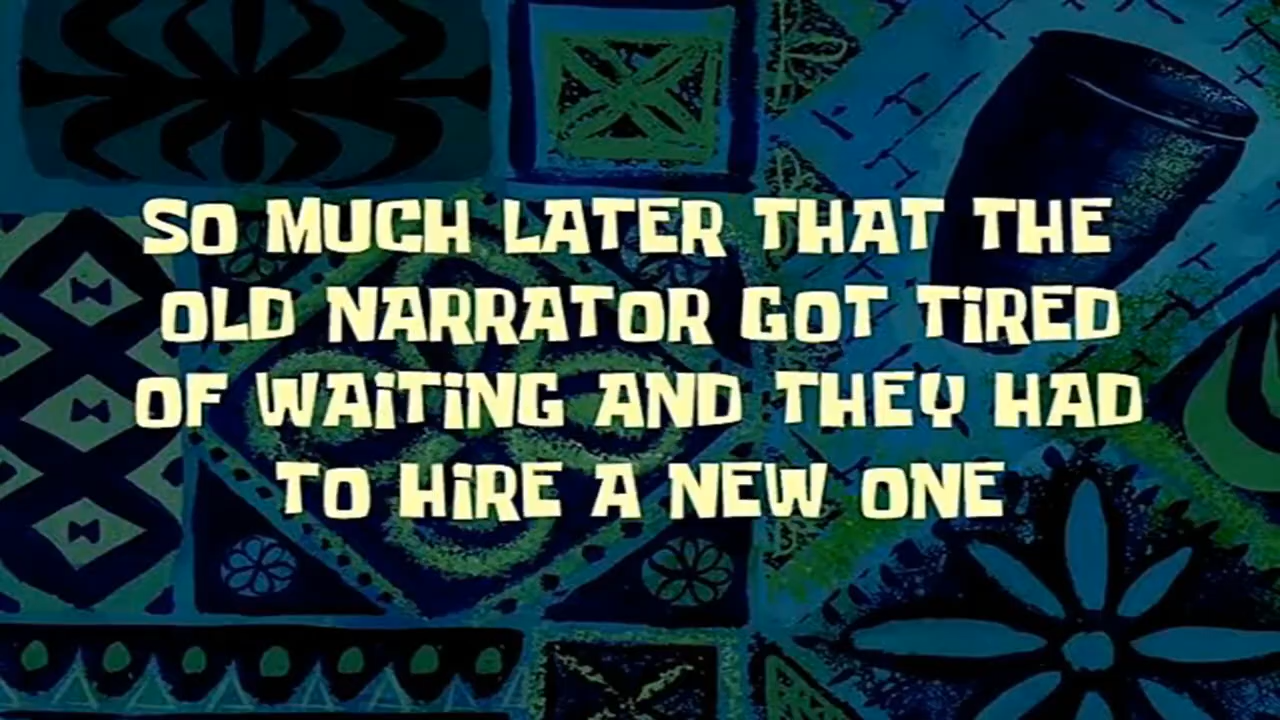 SO MUCH LATER THAT THE
OLD NARRATOR GOT TiRED
OF WAiTiNG AND THEY HAD
TO HiRE A NEW ONE